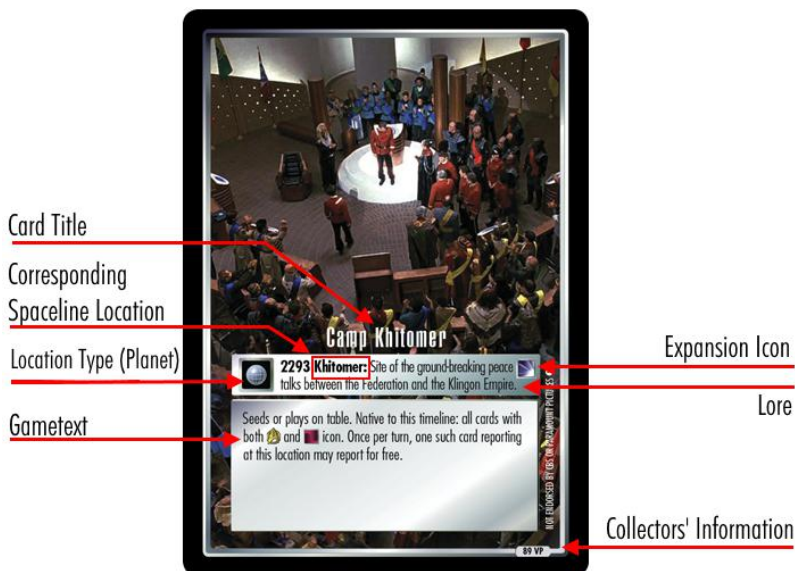 Card Title
Corresponding
Spaceline Location
Location Type (Planet)
Gametext
Camp Khitomer
2293 Khitomer: Site of the ground-breaking peace
talks between the Federation and the Klingon Empire.
Seeds or plays on table. Native to this timeline: all cards with
both and icon. Once per turn, one such card reporting
at this location may report for free.
NOT ENDORSED BY CBS OR PARAMOUNT PICTURES
89 VP
Expansion Icon
Lore
Collectors' Information